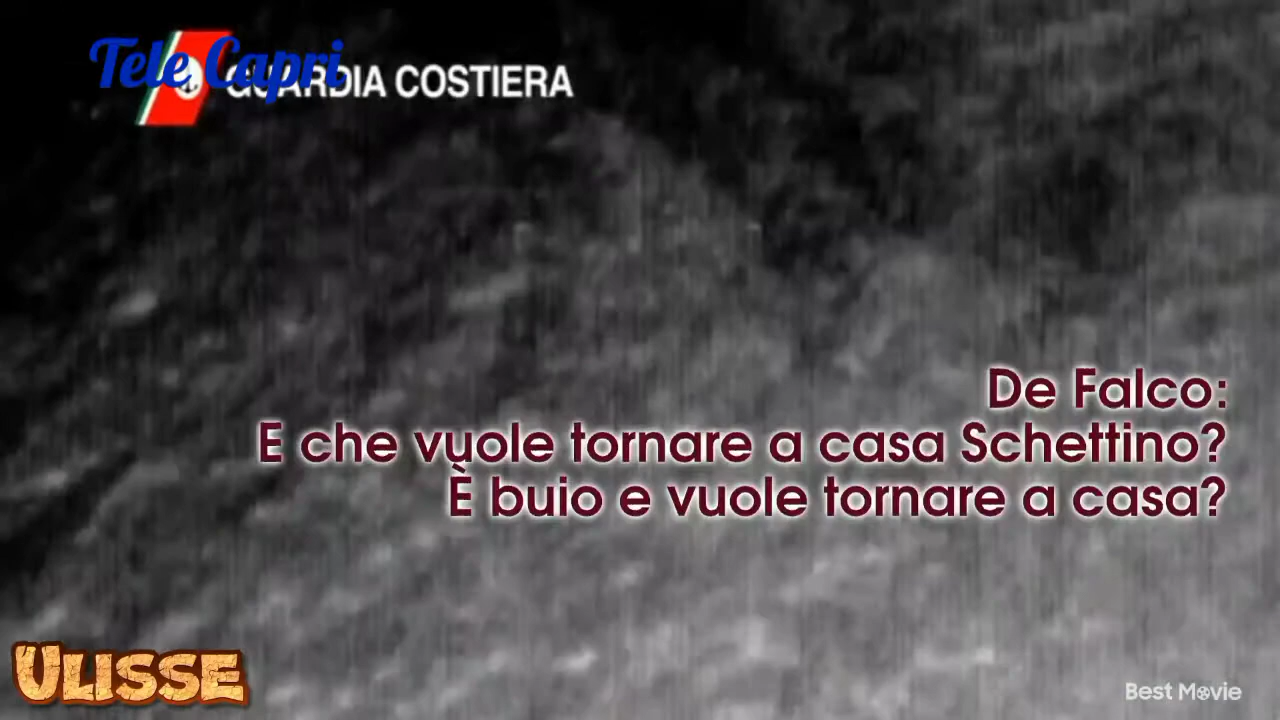 Tele Capri
GUARDIA COSTIERA
De Falco:
E che vuole tornare a casa Schettino?
È buio e vuole tornare a casa?
ULISSE
Best Movie